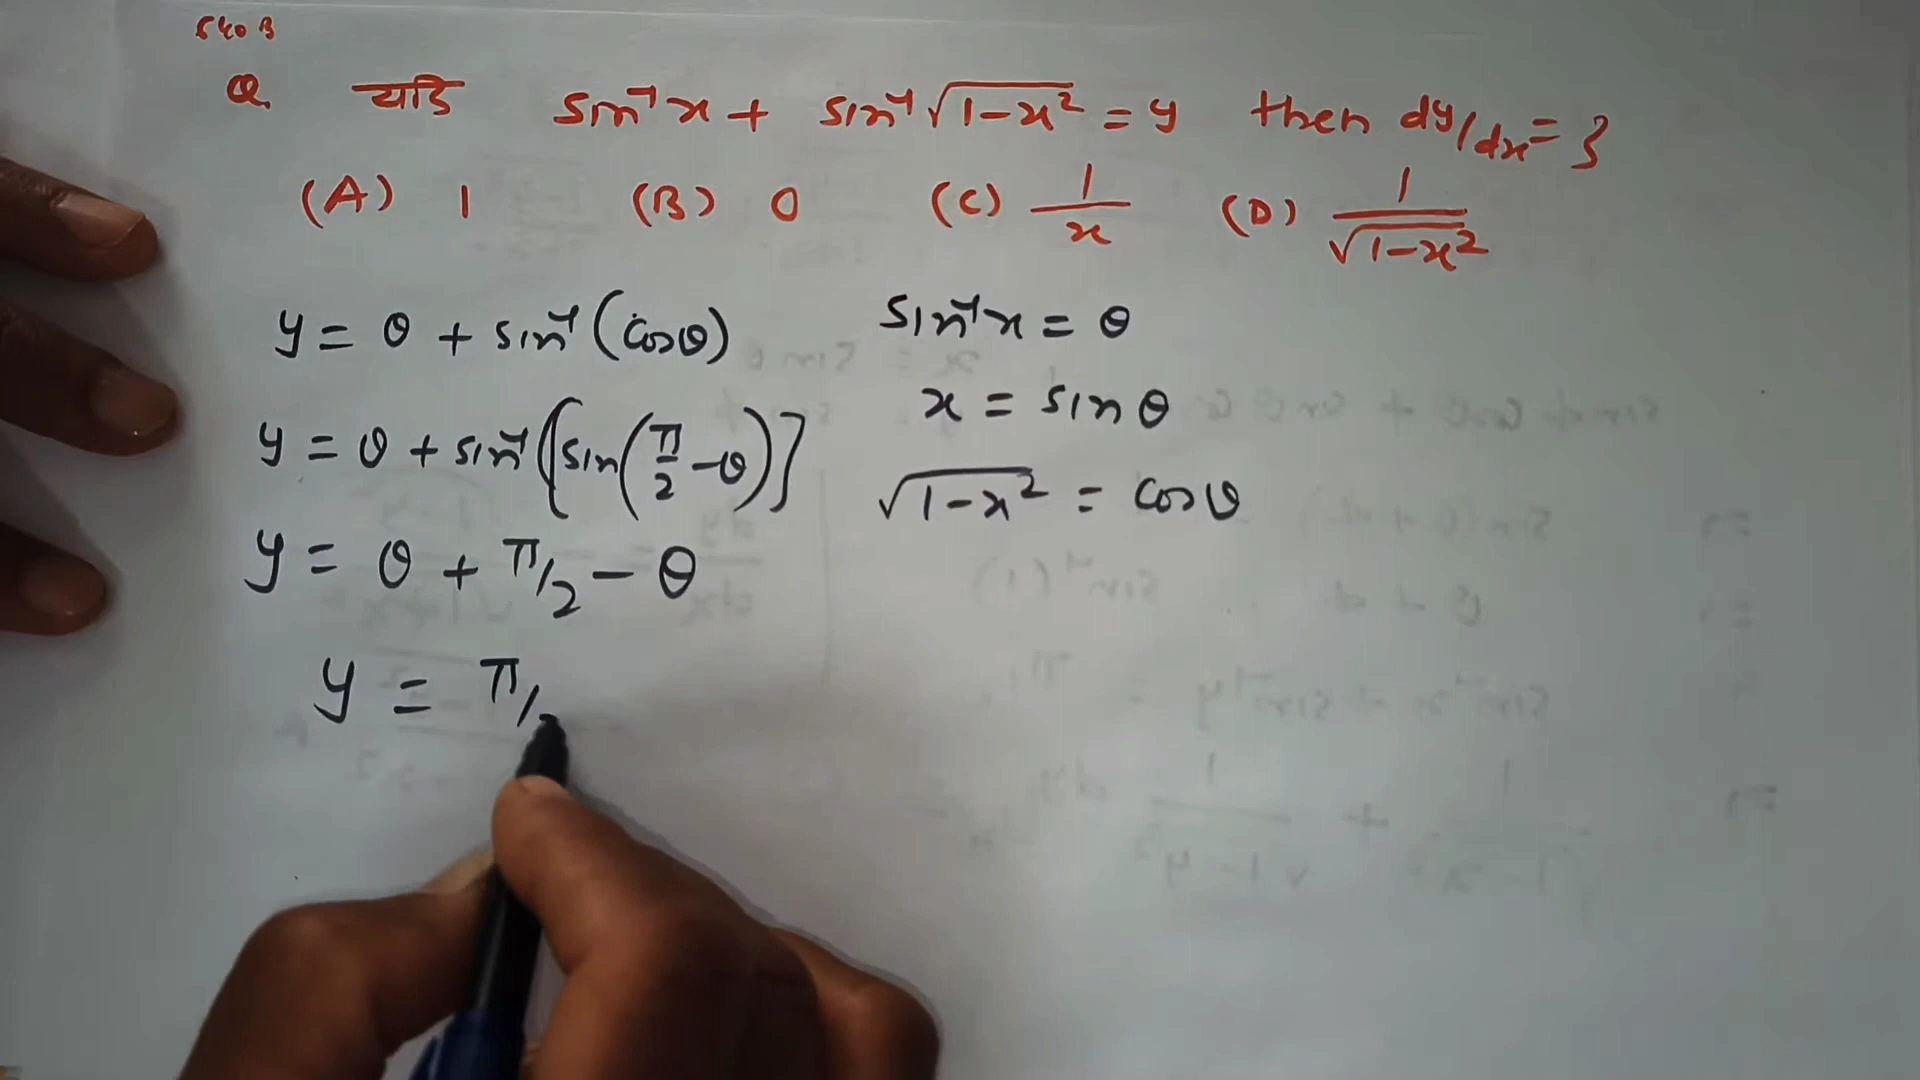 Q. यदि sin⁻¹x + sin⁻¹√(1-x²) = y then dy/dx = }
(A) 1 (B) 0 (C) 1/x (D) 1/√(1-x²)
y = θ + sin⁻¹(cosθ)
sin⁻¹x = θ
x = sinθ
√(1-x²) = cosθ
y = θ + sin⁻¹[sin(π/2 - θ)]
y = θ + π/2 - θ
y = π/